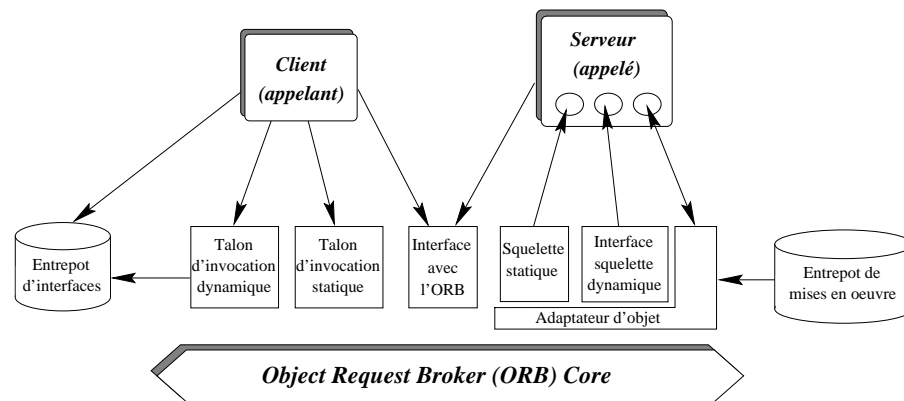 Client
(appelant)
Serveur
(appelé)
Entrepot
d'interfaces
Talon
d'invocation
dynamique
Talon
d'invocation
statique
Interface
avec
l'ORB
Squelette
statique
Interface
squelette
dynamique
Adaptateur d'objet
Entrepot de
mises en oeuvre
Object Request Broker (ORB) Core